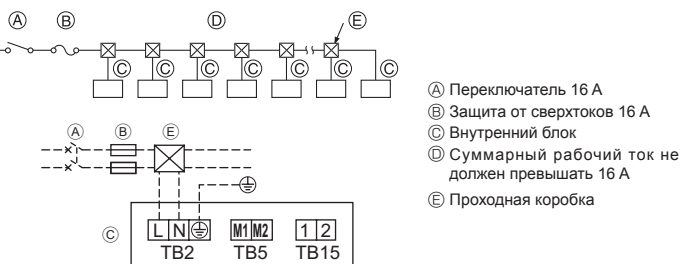 Ⓐ Ⓑ Ⓓ Ⓔ
Ⓒ Ⓒ Ⓒ Ⓒ Ⓒ Ⓒ Ⓒ
Ⓐ Ⓑ Ⓔ
Ⓒ L N M1 M2 1 2
TB2 TB5 TB15
Ⓐ Переключатель 16 A
Ⓑ Защита от сверхтоков 16 A
Ⓒ Внутренний блок
Ⓓ Суммарный рабочий ток не
должен превышать 16 A
Ⓔ Проходная коробка